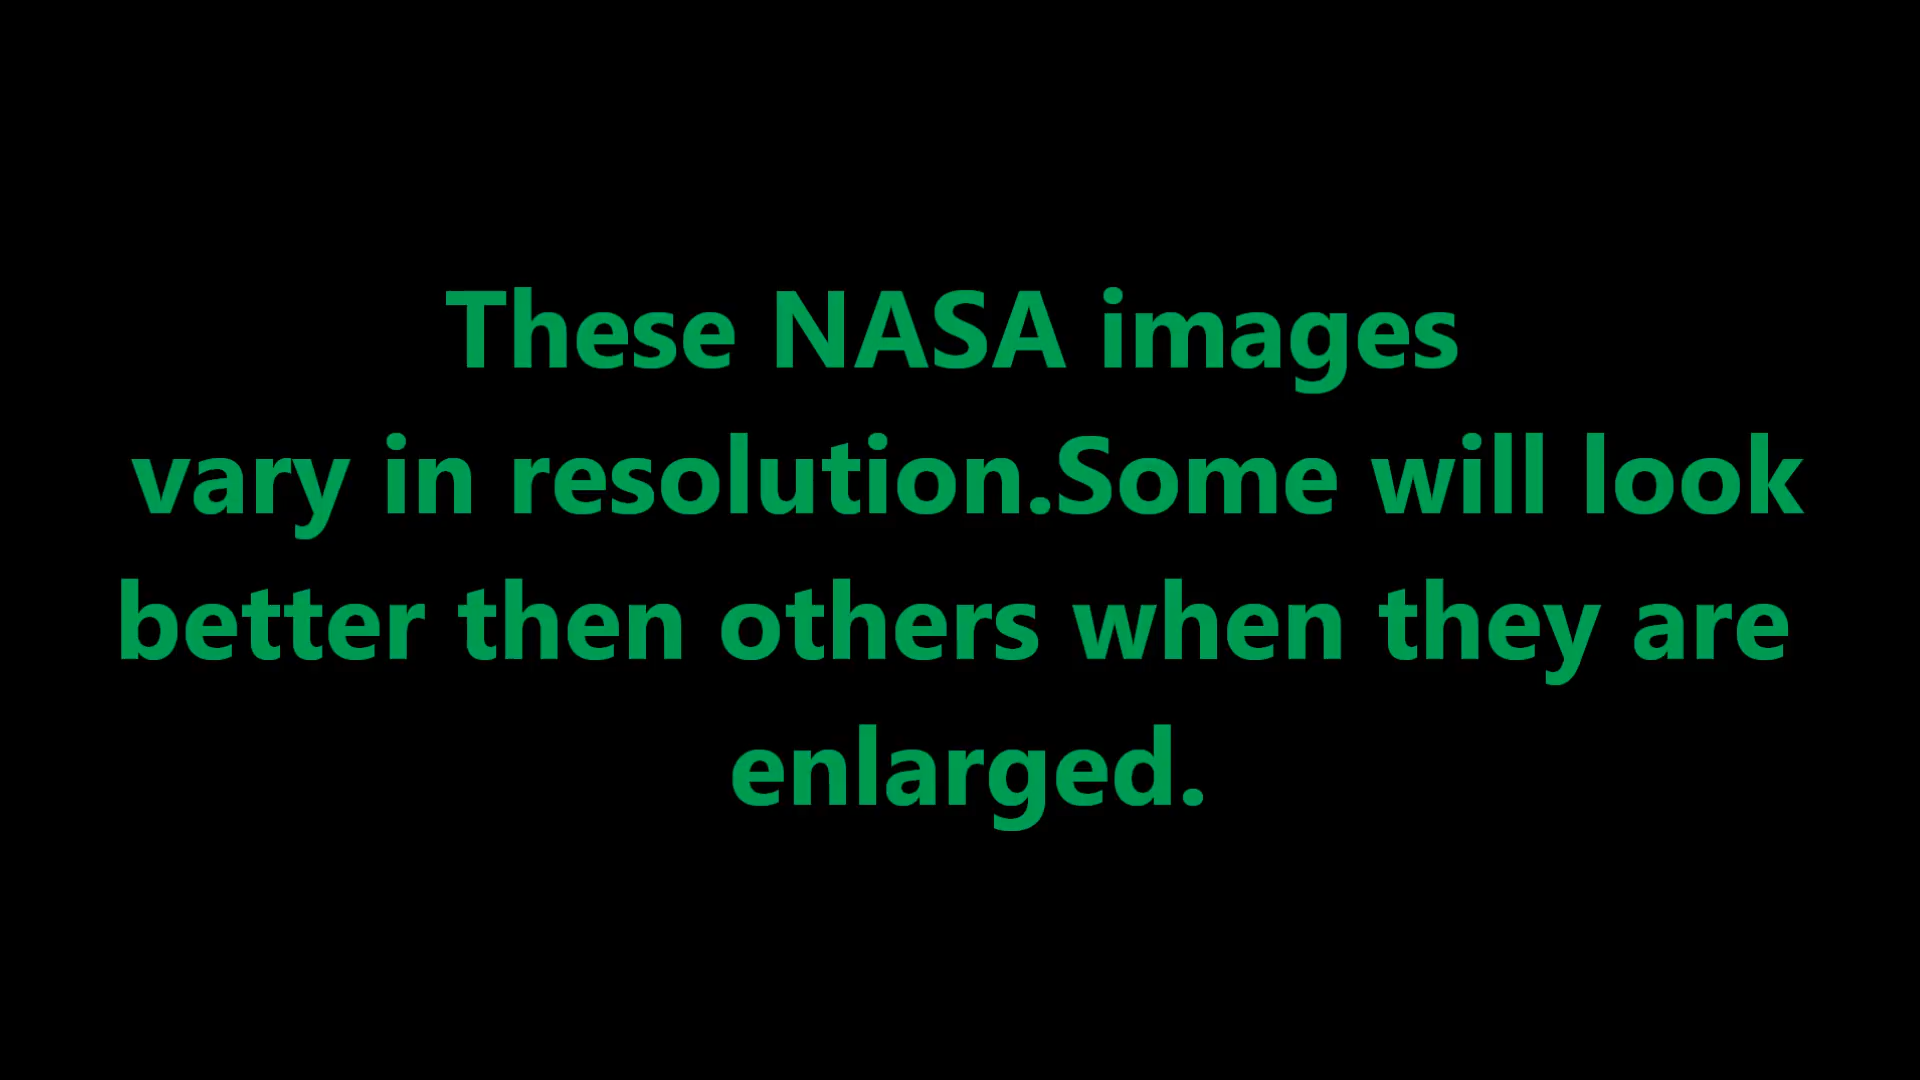 These NASA images
vary in resolution.Some will look
better then others when they are
enlarged.